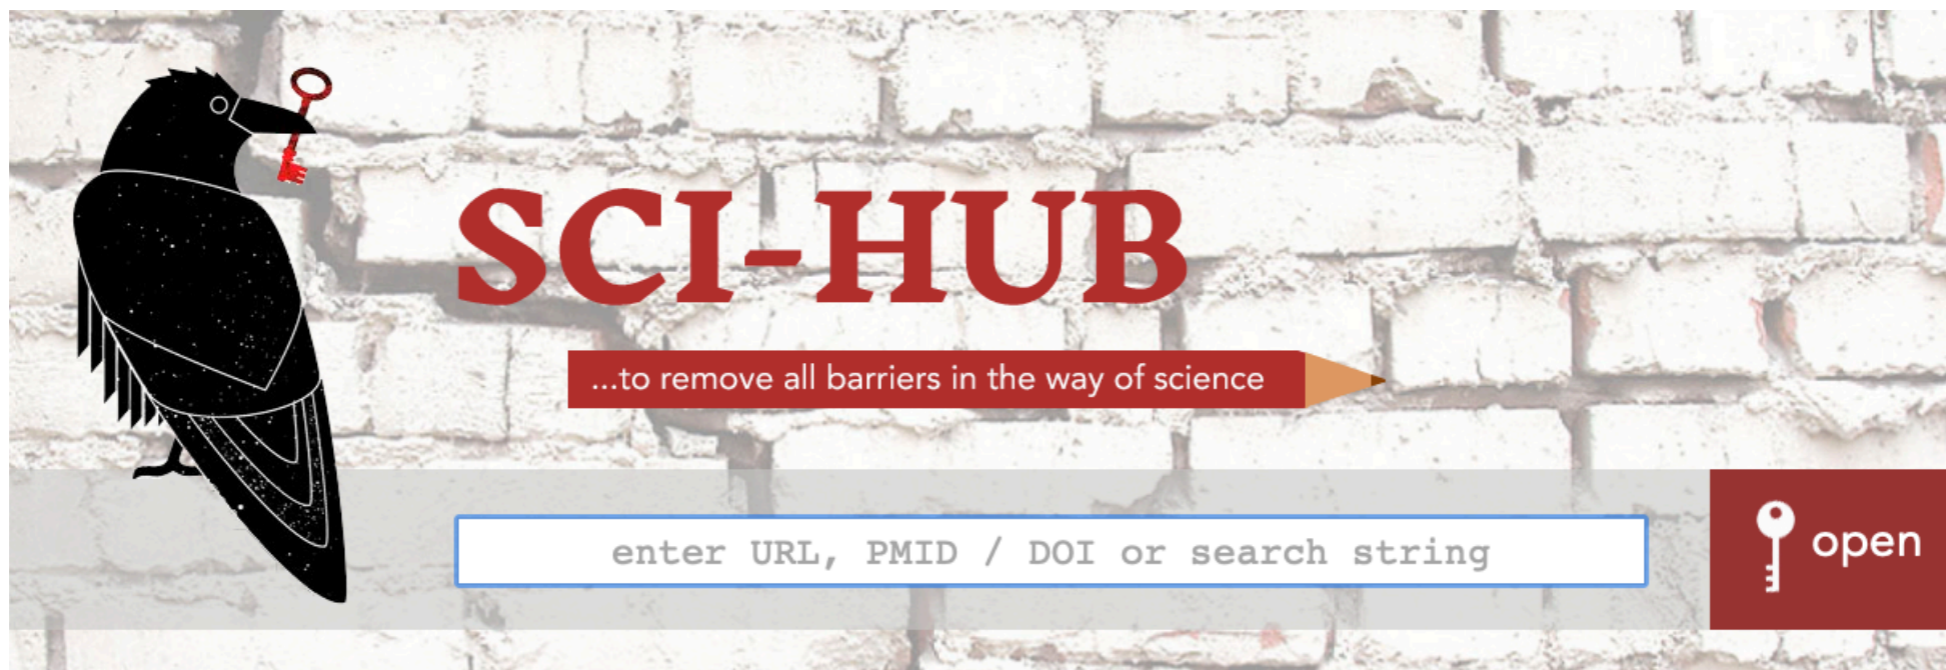 SCI-HUB
...to remove all barriers in the way of science
enter URL, PMID / DOI or search string
open